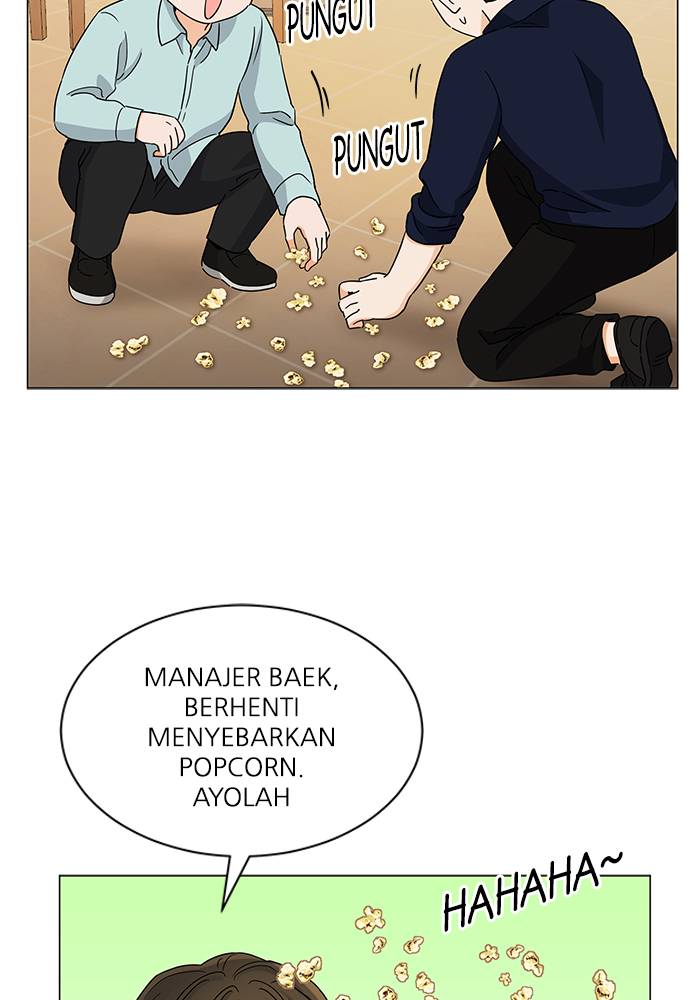 PUNGUT
PUNGUT
MANAJER BAEK,
BERHENTI
MENYEBARKAN
POPCORN.
AYOLAH
HAHAHA~